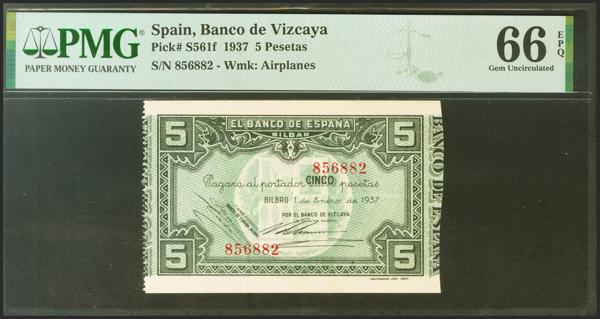 PMG
PAPER MONEY GUARANTY
Spain, Banco de Vizcaya
Pick# S561f 1937 5 Pesetas
S/N 856882 - Wmk: Airplanes
66 EPQ
Gem Uncirculated
EL BANCO DE ESPAÑA
BILBAO
5
5
856882
CINCO
Pagará al portador pesetas
BILBAO 1 de Enero de 1937
POR EL BANCO DE VIZCAYA
856882
5
5
BANCO DE ESPAÑA